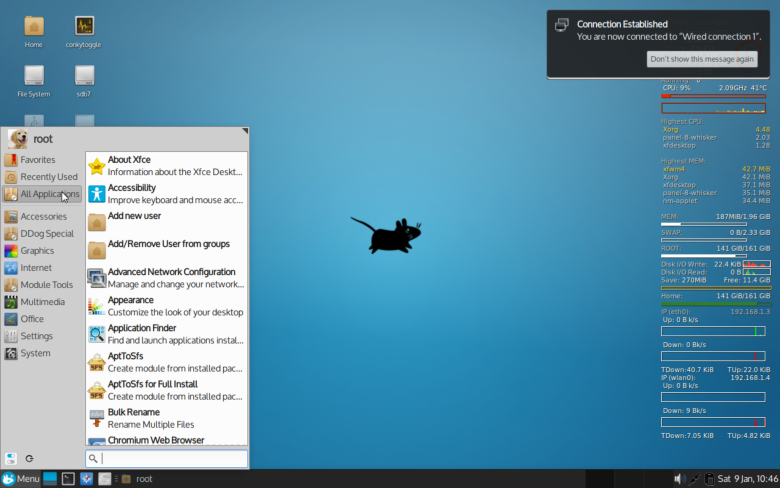 Home
conkytoggle
File System
sdb7
Connection Established
You are now connected to “Wired connection 1”.
Don't show this message again
CPU: 9% 2.09GHz 41°C
Highest CPU:
Xorg 4.48
panel-8-whisker 2.03
xfdesktop 1.28
Highest MEM:
xfwm4 42.7 MiB
Xorg 42.1 MiB
xfdesktop 37.1 MiB
panel-8-whisker 35.1 MiB
nm-applet 34.4 MiB
MEM: 187MiB/1.96 GiB
SWAP: 0 B/2.33 GiB
ROOT: 141 GiB/161 GiB
Disk I/O Write: 22.4 KiB
Disk I/O Read: 0 B
Save: 270MiB Free: 11.4 GiB
Home: 141 GiB/161 GiB
IP (eth0): 192.168.1.3
Up: 0 B k/s
Down: 0 B k/s
TDown:40.7 KiB TUp:22.0 KiB
IP (wlan0): 192.168.1.4
Up: 0 B k/s
Down: 9 B k/s
TDown:7.05 KiB TUp:4.82 KiB
root
Favorites
Recently Used
All Applications
Accessories
DDog Special
Graphics
Internet
Module Tools
Multimedia
Office
Settings
System
About Xfce
Information about the Xfce Deskt...
Accessibility
Improve keyboard and mouse acc...
Add new user
Add/Remove User from groups
Advanced Network Configuration
Manage and change your network...
Appearance
Customize the look of your desktop
Application Finder
Find and launch applications instal...
AptToSfs
Create module from installed pac...
AptToSfs for Full Install
Create module from installed pac...
Bulk Rename
Rename Multiple Files
Chromium Web Browser
Menu
root
Sat 9 Jan, 10:46